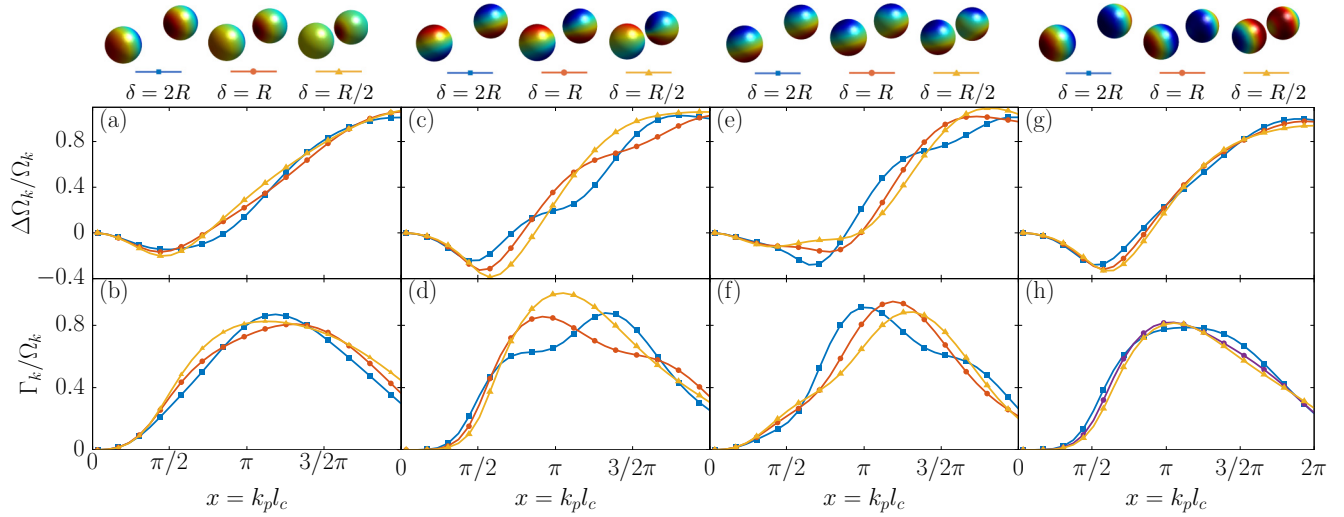 δ = 2R δ = R δ = R/2 δ = 2R δ = R δ = R/2 δ = 2R δ = R δ = R/2 δ = 2R δ = R δ = R/2
(a) (c) (e) (g)
ΔΩ_k/Ω_k
0.8
0.4
0
−0.4
(b) (d) (f) (h)
Γ_k/Ω_k
0.8
0.4
0
0 π/2 π 3/2π 0 π/2 π 3/2π 0 π/2 π 3/2π 0 π/2 π 3/2π 2π
x = k_p l_c x = k_p l_c x = k_p l_c x = k_p l_c